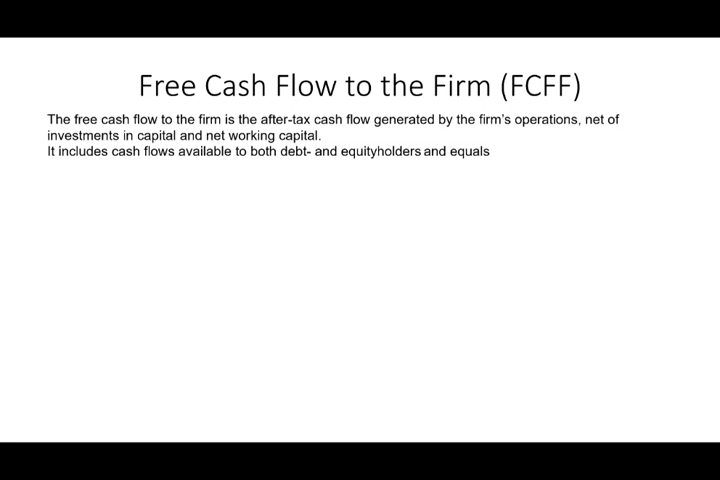 Free Cash Flow to the Firm (FCFF)
The free cash flow to the firm is the after-tax cash flow generated by the firm's operations, net of
investments in capital and net working capital.
It includes cash flows available to both debt- and equityholders and equals